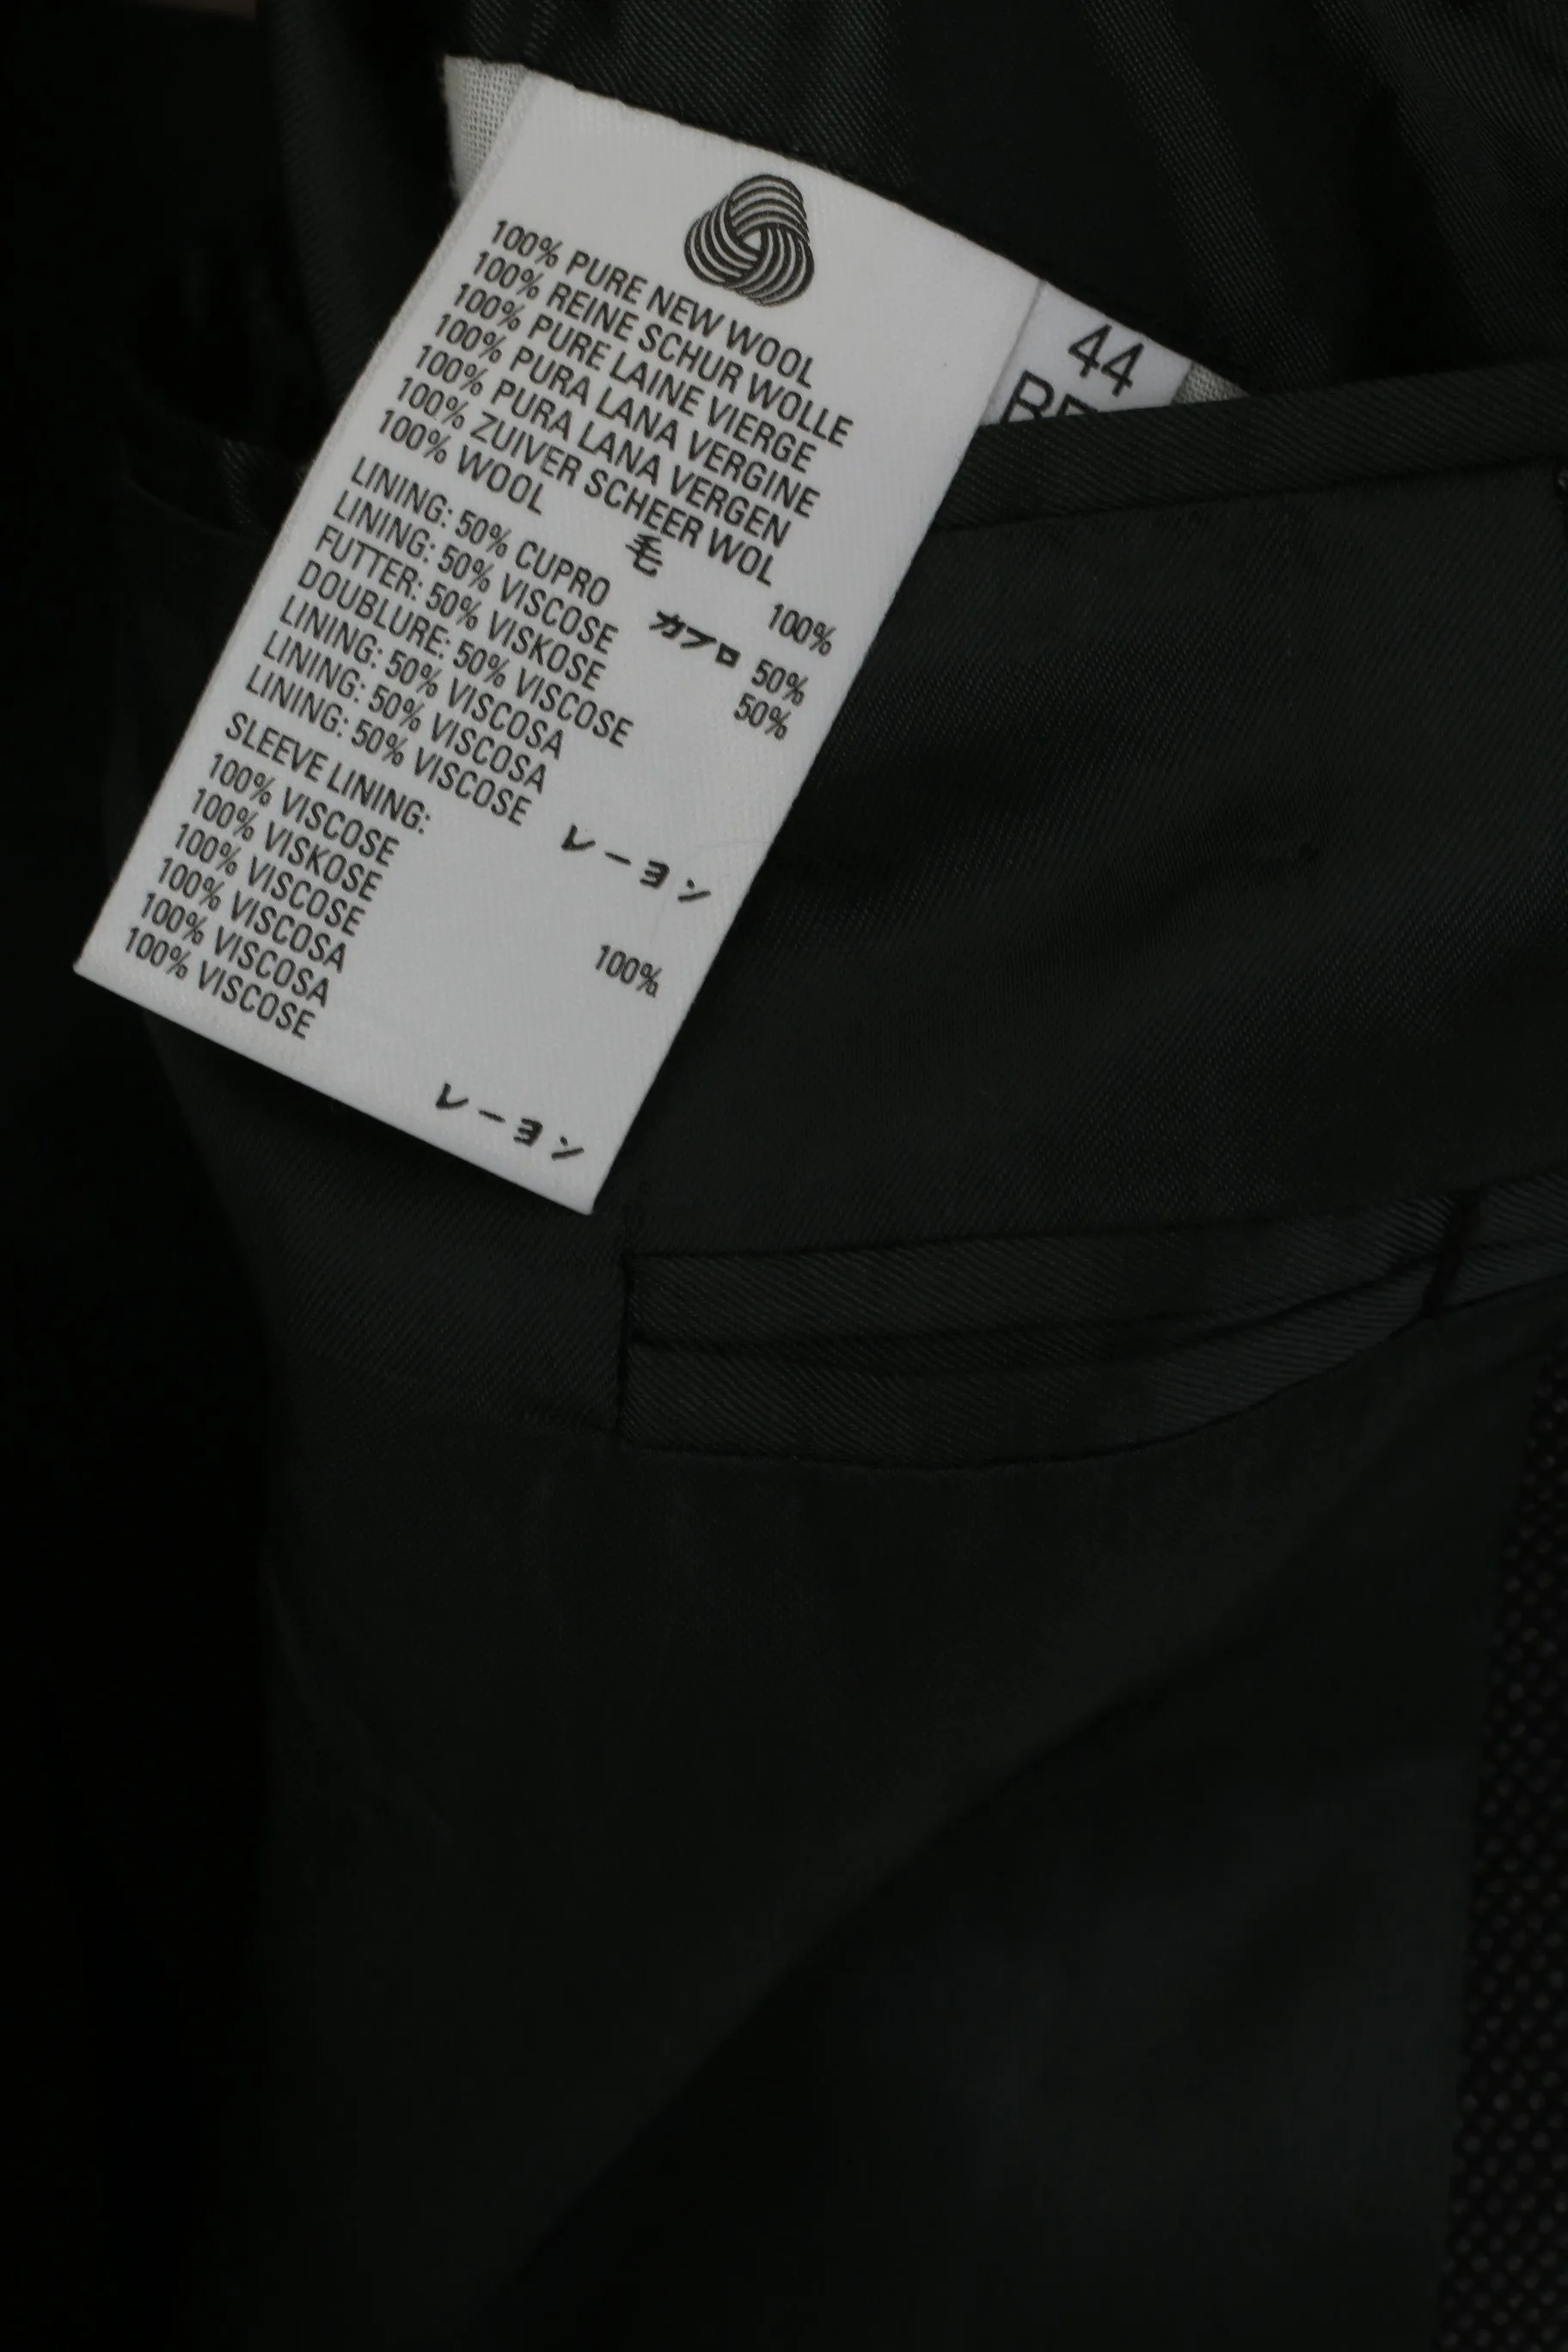 100% PURE NEW WOOL
100% REINE SCHUR WOLLE
100% PURE LAINE VIERGE
100% PURA LANA VERGINE
100% PURA LANA VERGEN
100% ZUIVER SCHEER WOL
100% WOOL 毛 100%
LINING: 50% CUPRO カプロ 50%
LINING: 50% VISCOSE 50%
FUTTER: 50% VISKOSE
DOUBLURE: 50% VISCOSE
LINING: 50% VISCOSA
LINING: 50% VISCOSA
LINING: 50% VISCOSE レーヨン
SLEEVE LINING:
100% VISCOSE 100%
100% VISKOSE
100% VISCOSE
100% VISCOSA
100% VISCOSA
100% VISCOSE レーヨン
44